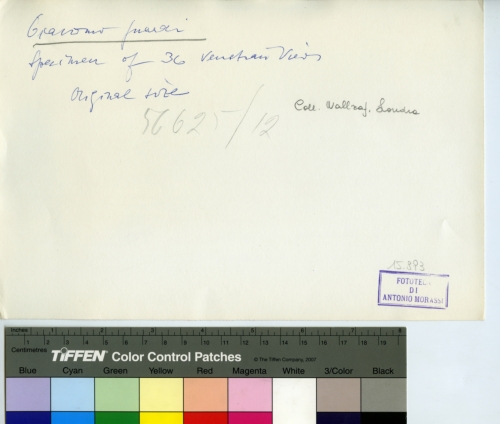 Giacomo Guardi
Specimen of 36 Venetian Views
Original size
56625/12
Coll. Wallraf. Londra
15.893
FOTOTECA
DI
ANTONIO MORASSI
Inches
Centimetres
TIFFEN Color Control Patches
© The Tiffen Company, 2007
Blue Cyan Green Yellow Red Magenta White 3/Color Black